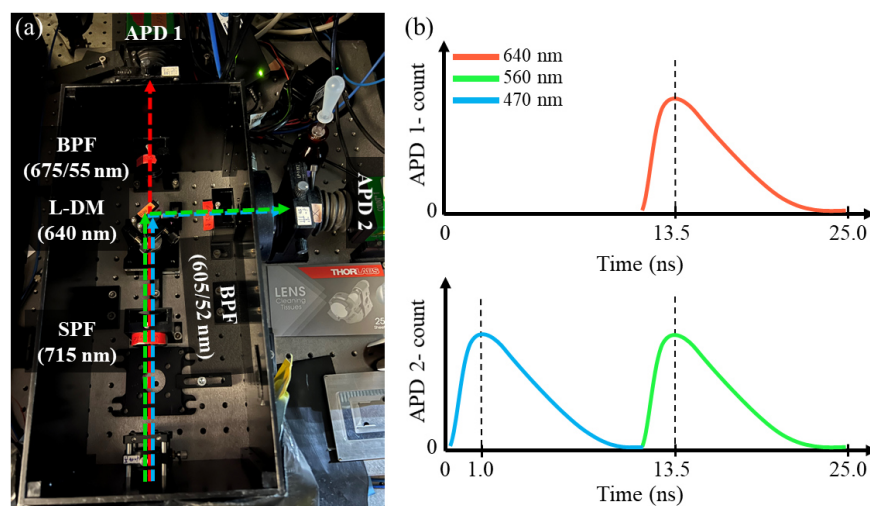 (a)
APD 1
BPF
(675/55 nm)
L-DM
(640 nm)
APD 2
BPF
(605/52 nm)
SPF
(715 nm)
THORLABS
LENS
CLEANING
TISSUES
25
(b)
640 nm
560 nm
470 nm
APD 1- count
0
0
13.5
25.0
Time (ns)
APD 2- count
0
0
1.0
13.5
25.0
Time (ns)